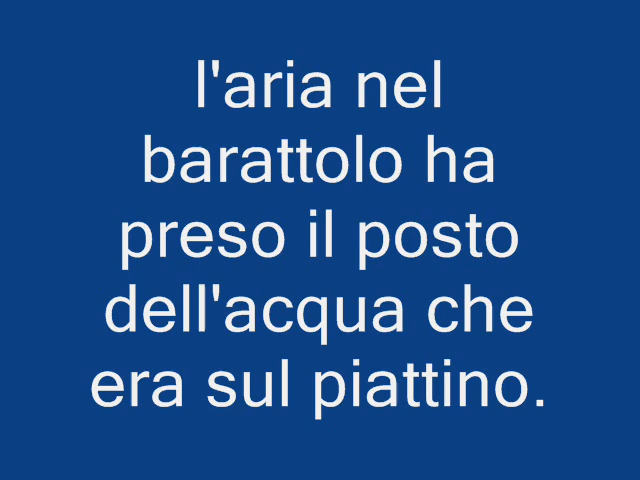 l'aria nel
barattolo ha
preso il posto
dell'acqua che
era sul piattino.